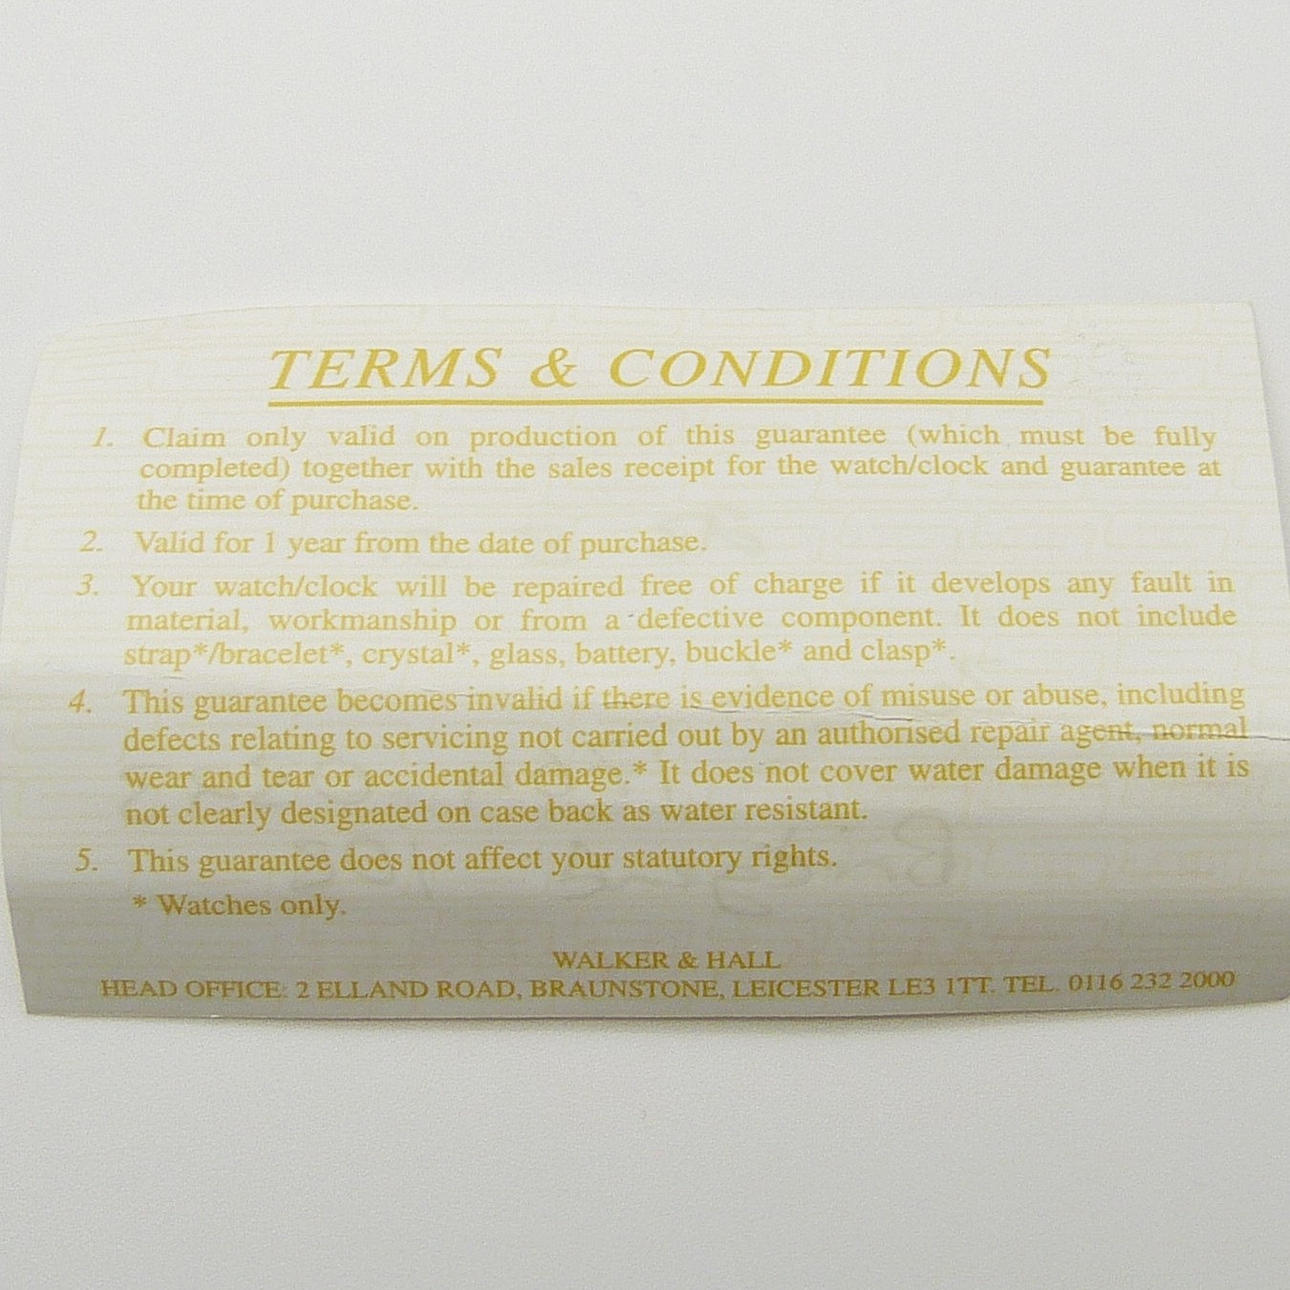 TERMS & CONDITIONS
1. Claim only valid on production of this guarantee (which must be fully
completed) together with the sales receipt for the watch/clock and guarantee at
the time of purchase.
2. Valid for 1 year from the date of purchase.
3. Your watch/clock will be repaired free of charge if it develops any fault in
material, workmanship or from a defective component. It does not include
strap*/bracelet*, crystal*, glass, battery, buckle* and clasp*.
4. This guarantee becomes invalid if there is evidence of misuse or abuse, including
defects relating to servicing not carried out by an authorised repair agent, normal
wear and tear or accidental damage.* It does not cover water damage when it is
not clearly designated on case back as water resistant.
5. This guarantee does not affect your statutory rights.
* Watches only.
WALKER & HALL
HEAD OFFICE: 2 ELLAND ROAD, BRAUNSTONE, LEICESTER LE3 1TT. TEL. 0116 232 2000